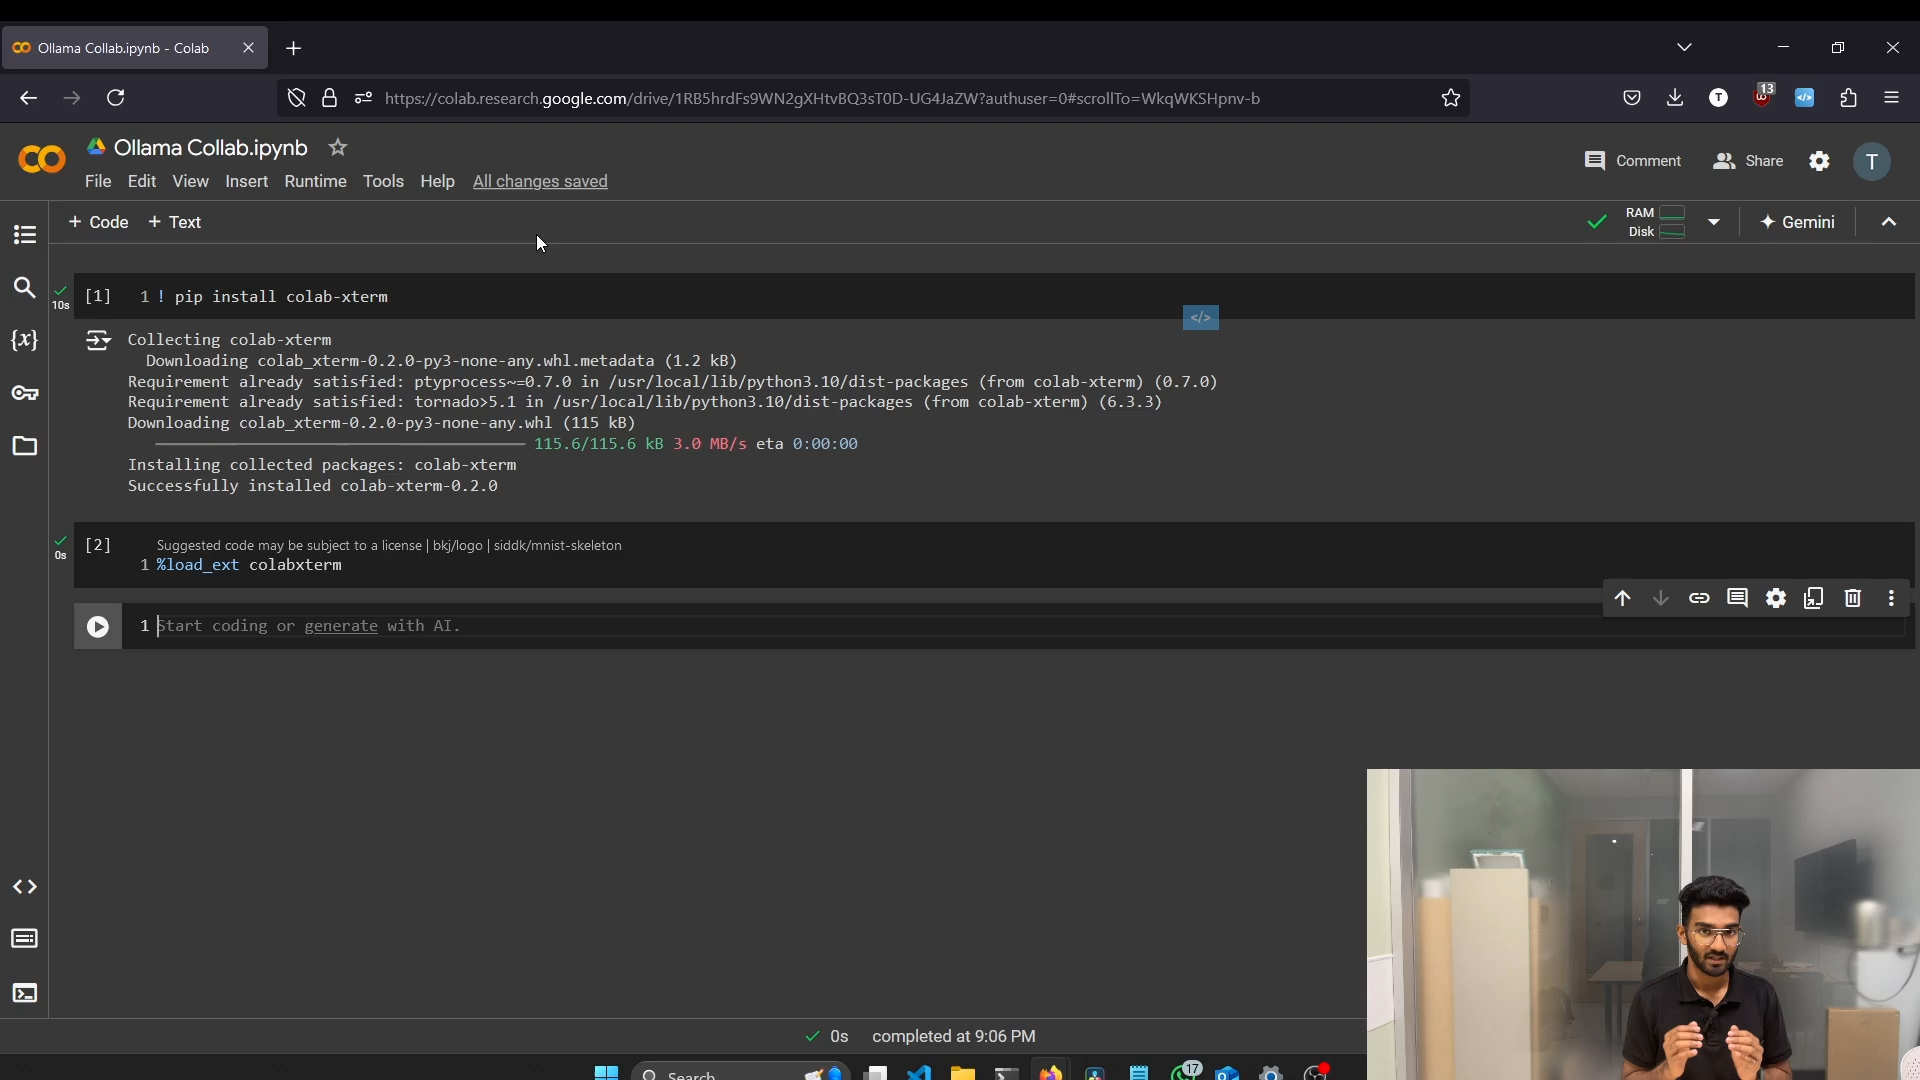 Ollama Collab.ipynb - Colab
https://colab.research.google.com/drive/1RB5hrdFs9WN2gXHtvBQ3sT0D-UG4JaZW?authuser=0#scrollTo=WkqWKSHpnv-b
T
13
</>
CO
Ollama Collab.ipynb
Comment
Share
T
File Edit View Insert Runtime Tools Help All changes saved
+ Code + Text
RAM
Disk
Gemini
10s
[1] 1 ! pip install colab-xterm
</>
{x}
Collecting colab-xterm
Downloading colab_xterm-0.2.0-py3-none-any.whl.metadata (1.2 kB)
Requirement already satisfied: ptyprocess~=0.7.0 in /usr/local/lib/python3.10/dist-packages (from colab-xterm) (0.7.0)
Requirement already satisfied: tornado>5.1 in /usr/local/lib/python3.10/dist-packages (from colab-xterm) (6.3.3)
Downloading colab_xterm-0.2.0-py3-none-any.whl (115 kB)
115.6/115.6 kB 3.0 MB/s eta 0:00:00
Installing collected packages: colab-xterm
Successfully installed colab-xterm-0.2.0
0s
[2] Suggested code may be subject to a license | bkj/logo | siddk/mnist-skeleton
1 %load_ext colabxterm
1 Start coding or generate with AI.
0s completed at 9:06 PM
Search
17